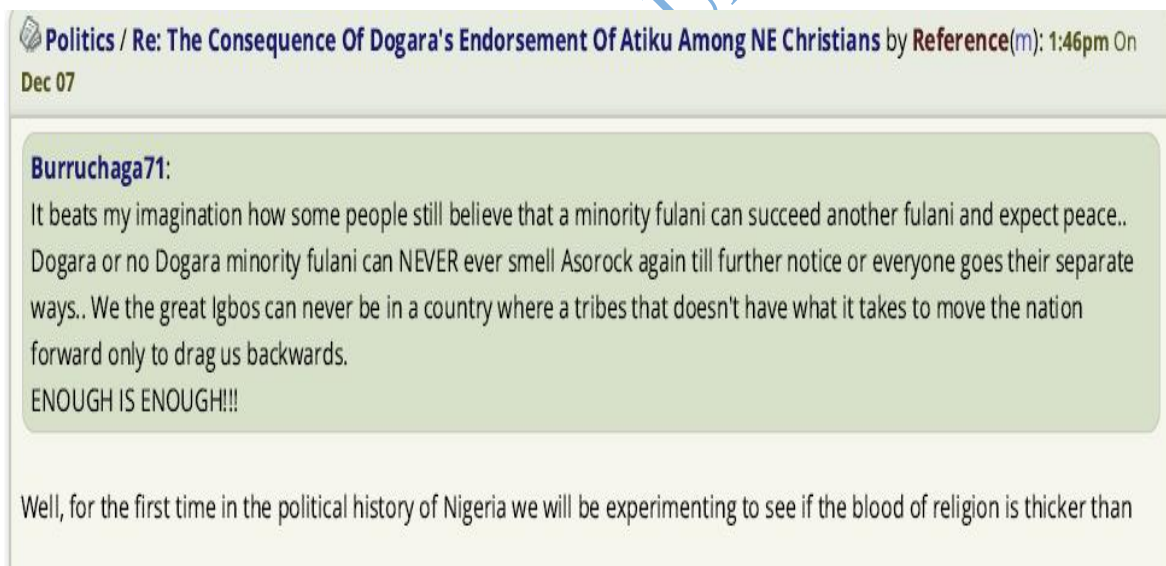 Politics / Re: The Consequence Of Dogara's Endorsement Of Atiku Among NE Christians by Reference(m): 1:46pm On
Dec 07
Burruchaga71:
It beats my imagination how some people still believe that a minority fulani can succeed another fulani and expect peace..
Dogara or no Dogara minority fulani can NEVER ever smell Asorock again till further notice or everyone goes their separate
ways.. We the great Igbos can never be in a country where a tribes that doesn't have what it takes to move the nation
forward only to drag us backwards.
ENOUGH IS ENOUGH!!!
Well, for the first time in the political history of Nigeria we will be experimenting to see if the blood of religion is thicker than